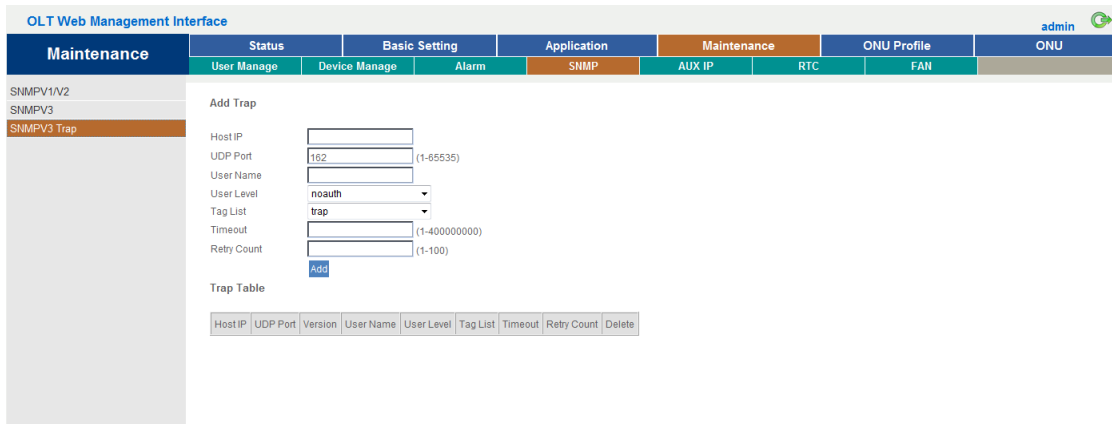 OLT Web Management Interface
admin
Maintenance
Status Basic Setting Application Maintenance ONU Profile ONU
User Manage Device Manage Alarm SNMP AUX IP RTC FAN
SNMPV1/V2
SNMPV3
SNMPV3 Trap
Add Trap
Host IP
UDP Port 162 (1-65535)
User Name
User Level noauth
Tag List trap
Timeout (1-400000000)
Retry Count (1-100)
Add
Trap Table
Host IP UDP Port Version User Name User Level Tag List Timeout Retry Count Delete